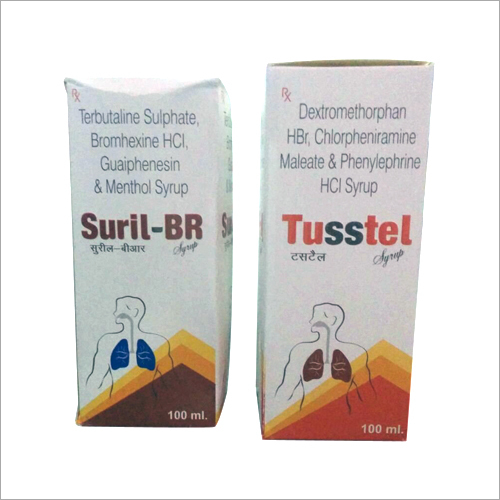 Rx
Terbutaline Sulphate,
Bromhexine HCl,
Guaiphenesin
& Menthol Syrup
Suril-BR
सुरील-बीआर
Syrup
100 ml.
Rx
Dextromethorphan
HBr, Chlorpheniramine
Maleate & Phenylephrine
HCl Syrup
Tusstel
टसटैल
Syrup
100 ml.